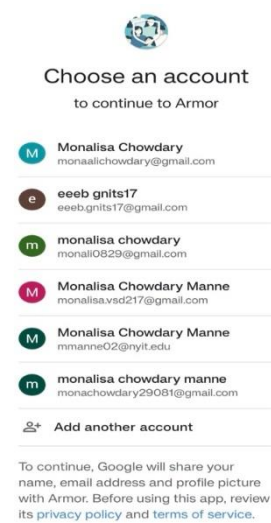 Choose an account
to continue to Armor
M
Monalisa Chowdary
monaalichowdary@gmail.com
e
eeeb gnits17
eeeb.gnits17@gmail.com
m
monalisa chowdary
monali0829@gmail.com
M
Monalisa Chowdary Manne
monalisa.vsd217@gmail.com
M
Monalisa Chowdary Manne
mmanne02@nyit.edu
m
monalisa chowdary manne
monachowdary29081@gmail.com
Add another account
To continue, Google will share your
name, email address and profile picture
with Armor. Before using this app, review
its privacy policy and terms of service.